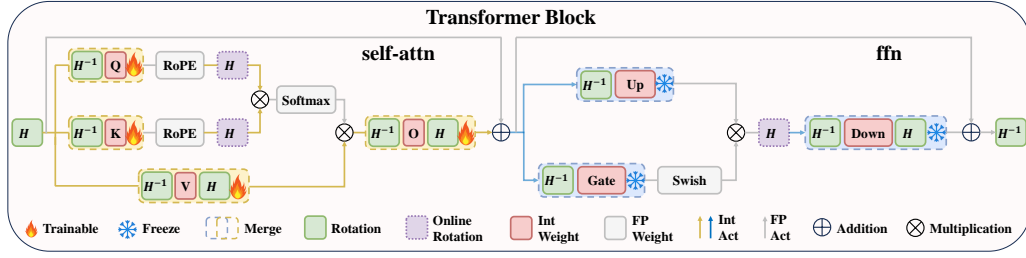 Transformer Block
self-attn
ffn
H⁻¹ Q RoPE H
Softmax
H
H⁻¹ K RoPE H
H⁻¹ O H
H⁻¹ V H
H⁻¹ Up
H
H⁻¹ Down H
H⁻¹
H⁻¹ Gate Swish
Trainable
Freeze
Merge
H Rotation
H Online
Rotation
Int
Weight
FP
Weight
Int
Act
FP
Act
Addition
Multiplication